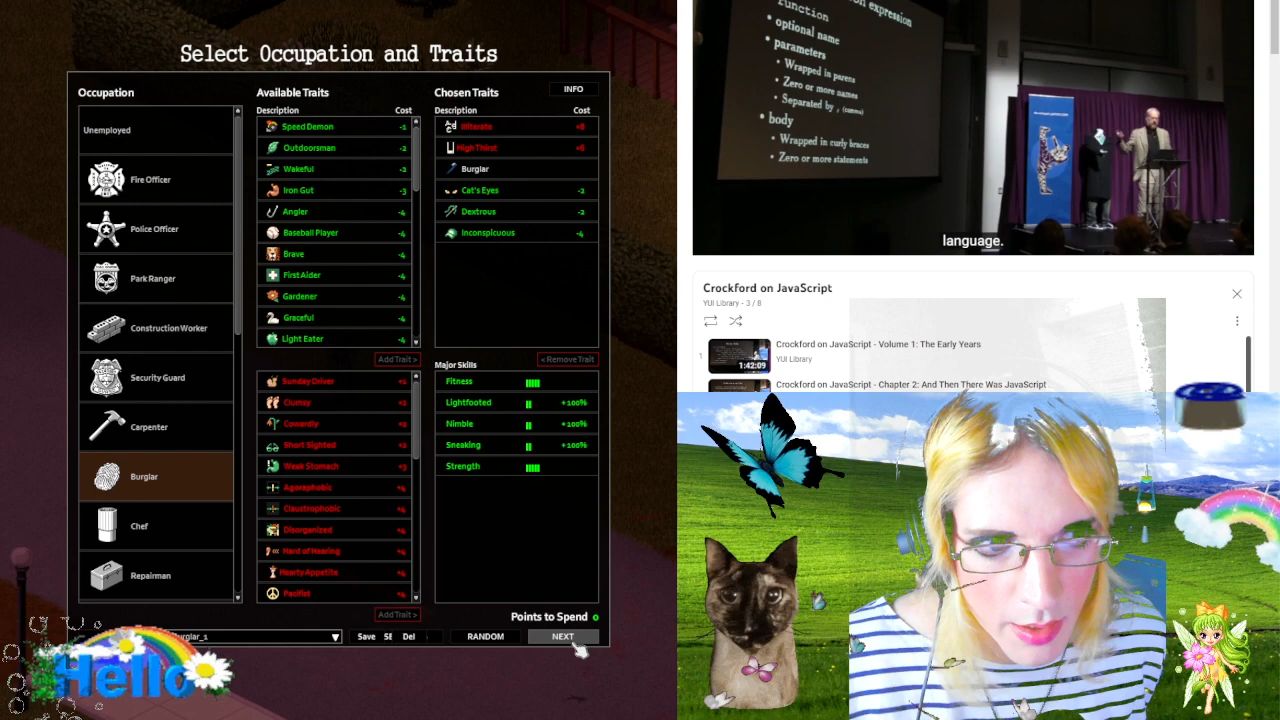 Select Occupation and Traits
Occupation
Unemployed
Fire Officer
Police Officer
Park Ranger
Construction Worker
Security Guard
Carpenter
Burglar
Chef
Repairman
Available Traits
Description Cost
Speed Demon -1
Outdoorsman -2
Wakeful -2
Iron Gut -3
Angler -4
Baseball Player -4
Brave -4
First Aider -4
Gardener -4
Graceful -4
Light Eater -4
Add Trait >
Sunday Driver +1
Clumsy +2
Cowardly +2
Short Sighted +2
Weak Stomach +3
Agoraphobic +4
Claustrophobic +4
Disorganized +4
Hard of Hearing +4
Hearty Appetite +4
Pacifist +4
Add Trait >
Chosen Traits
INFO
Description Cost
Illiterate +8
High Thirst +6
Burglar
Cat's Eyes -2
Dextrous -2
Inconspicuous -4
< Remove Trait
Major Skills
Fitness
Lightfooted +100%
Nimble +100%
Sneaking +100%
Strength
Points to Spend 0
Save
Del
RANDOM
NEXT
Hello
expression
function
• optional name
• parameters
• Wrapped in parens
• Zero or more names
• Separated by , (comma)
• body
• Wrapped in curly braces
• Zero or more statements
language.
Crockford on JavaScript
YUI Library - 3 / 8
1
1:42:09
Crockford on JavaScript - Volume 1: The Early Years
YUI Library
Crockford on JavaScript - Chapter 2: And Then There Was JavaScript